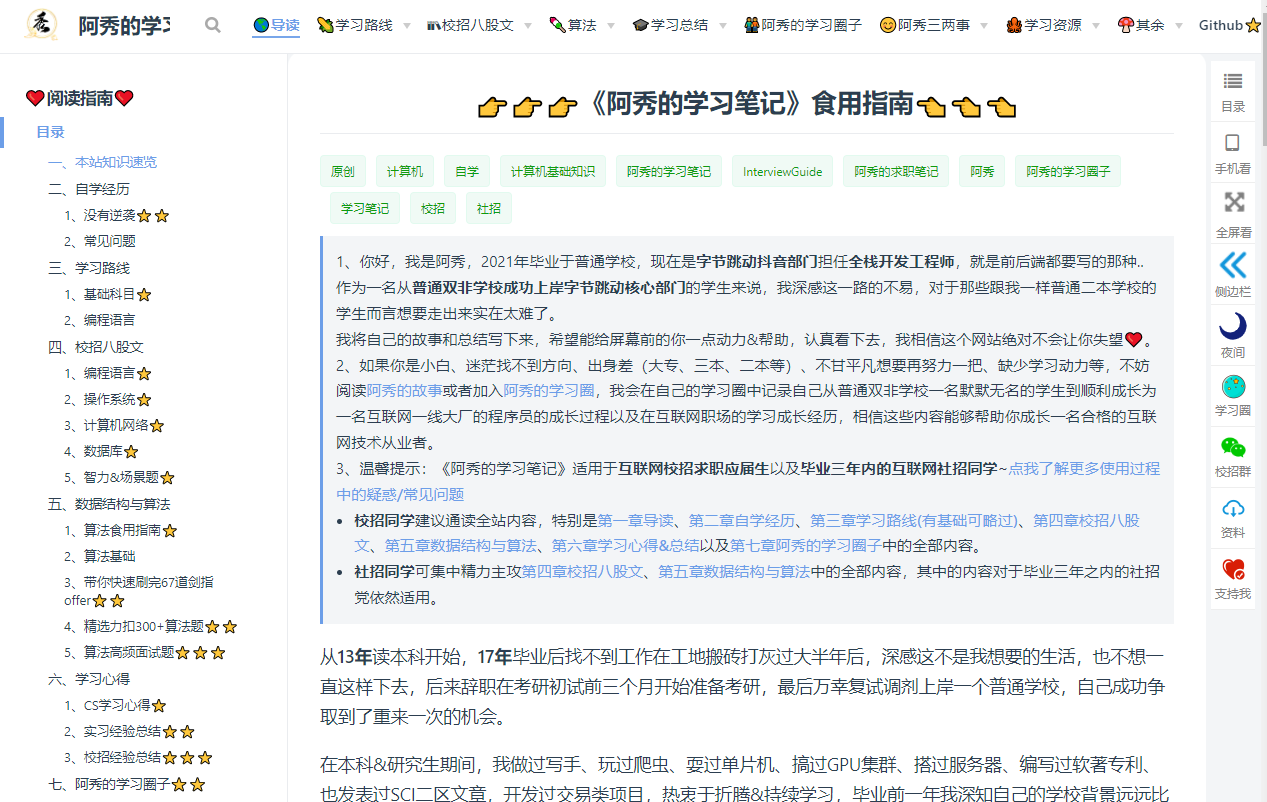 阿秀的学习
导读
学习路线
校招八股文
算法
学习总结
阿秀的学习圈子
阿秀三两事
学习资源
其余
Github
阅读指南
目录
一、本站知识速览
二、自学经历
1、没有逆袭
2、常见问题
三、学习路线
1、基础科目
2、编程语言
四、校招八股文
1、编程语言
2、操作系统
3、计算机网络
4、数据库
5、智力&场景题
五、数据结构与算法
1、算法食用指南
2、算法基础
3、带你快速刷完67道剑指
offer
4、精选力扣300+算法题
5、算法高频面试题
六、学习心得
1、CS学习心得
2、实习经验总结
3、校招经验总结
七、阿秀的学习圈子
《阿秀的学习笔记》食用指南
原创
计算机
自学
计算机基础知识
阿秀的学习笔记
InterviewGuide
阿秀的求职笔记
阿秀
阿秀的学习圈子
学习笔记
校招
社招
1、你好，我是阿秀，2021年毕业于普通学校，现在是字节跳动抖音部门担任全栈开发工程师，就是前后端都要写的那种..
作为一名从普通双非学校成功上岸字节跳动核心部门的学生来说，我深感这一路的不易，对于那些跟我一样普通二本学校的
学生而言想要走出来实在太难了。
我将自己的故事和总结写下来，希望能给屏幕前的你一点动力&帮助，认真看下去，我相信这个网站绝对不会让你失望。
2、如果你是小白、迷茫找不到方向、出身差（大专、三本、二本等）、不甘平凡想要再努力一把、缺少学习动力等，不妨
阅读阿秀的故事或者加入阿秀的学习圈，我会在自己的学习圈中记录自己从普通双非学校一名默默无名的学生到顺利成长为
一名互联网一线大厂的程序员的成长过程以及在互联网职场的学习成长经历，相信这些内容能够帮助你成长一名合格的互联
网技术从业者。
3、温馨提示：《阿秀的学习笔记》适用于互联网校招求职应届生以及毕业三年内的互联网社招同学~点我了解更多使用过程
中的疑惑/常见问题
• 校招同学建议通读全站内容，特别是第一章导读、第二章自学经历、第三章学习路线(有基础可略过)、第四章校招八股
文、第五章数据结构与算法、第六章学习心得&总结以及第七章阿秀的学习圈子中的全部内容。
• 社招同学可集中精力主攻第四章校招八股文、第五章数据结构与算法中的全部内容，其中的内容对于毕业三年之内的社招
党依然适用。
从13年读本科开始，17年毕业后找不到工作在工地搬砖打灰过大半年后，深感这不是我想要的生活，也不想一
直这样下去，后来辞职在考研初试前三个月开始准备考研，最后万幸复试调剂上岸一个普通学校，自己成功争
取到了重来一次的机会。
在本科&研究生期间，我做过写手、玩过爬虫、耍过单片机、搞过GPU集群、搭过服务器、编写过软著专利、
也发表过SCI二区文章，开发过交易类项目，热衷于折腾&持续学习，毕业前一年我深知自己的学校背景远远比
目录
手机看
全屏看
侧边栏
夜间
学习圈
校招群
资料
支持我